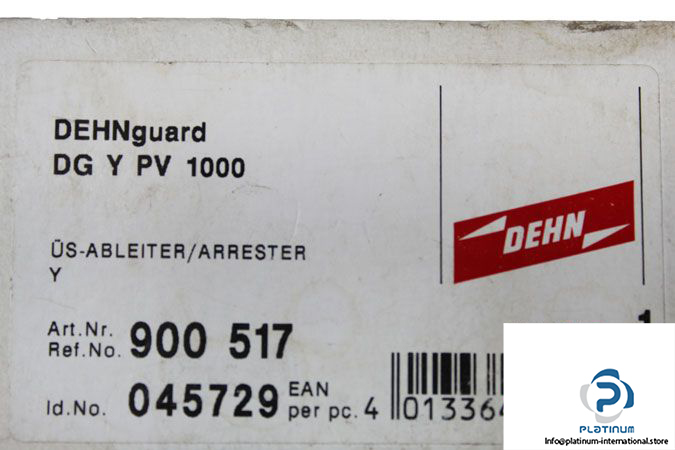 DEHNguard
DG Y PV 1000
DEHN
ÜS-ABLEITER/ARRESTER
Y
Art.Nr.
Ref.No. 900 517
Id.No. 045729 EAN
per pc. 4 013364
PLATINUM
Info@platinum-international.store